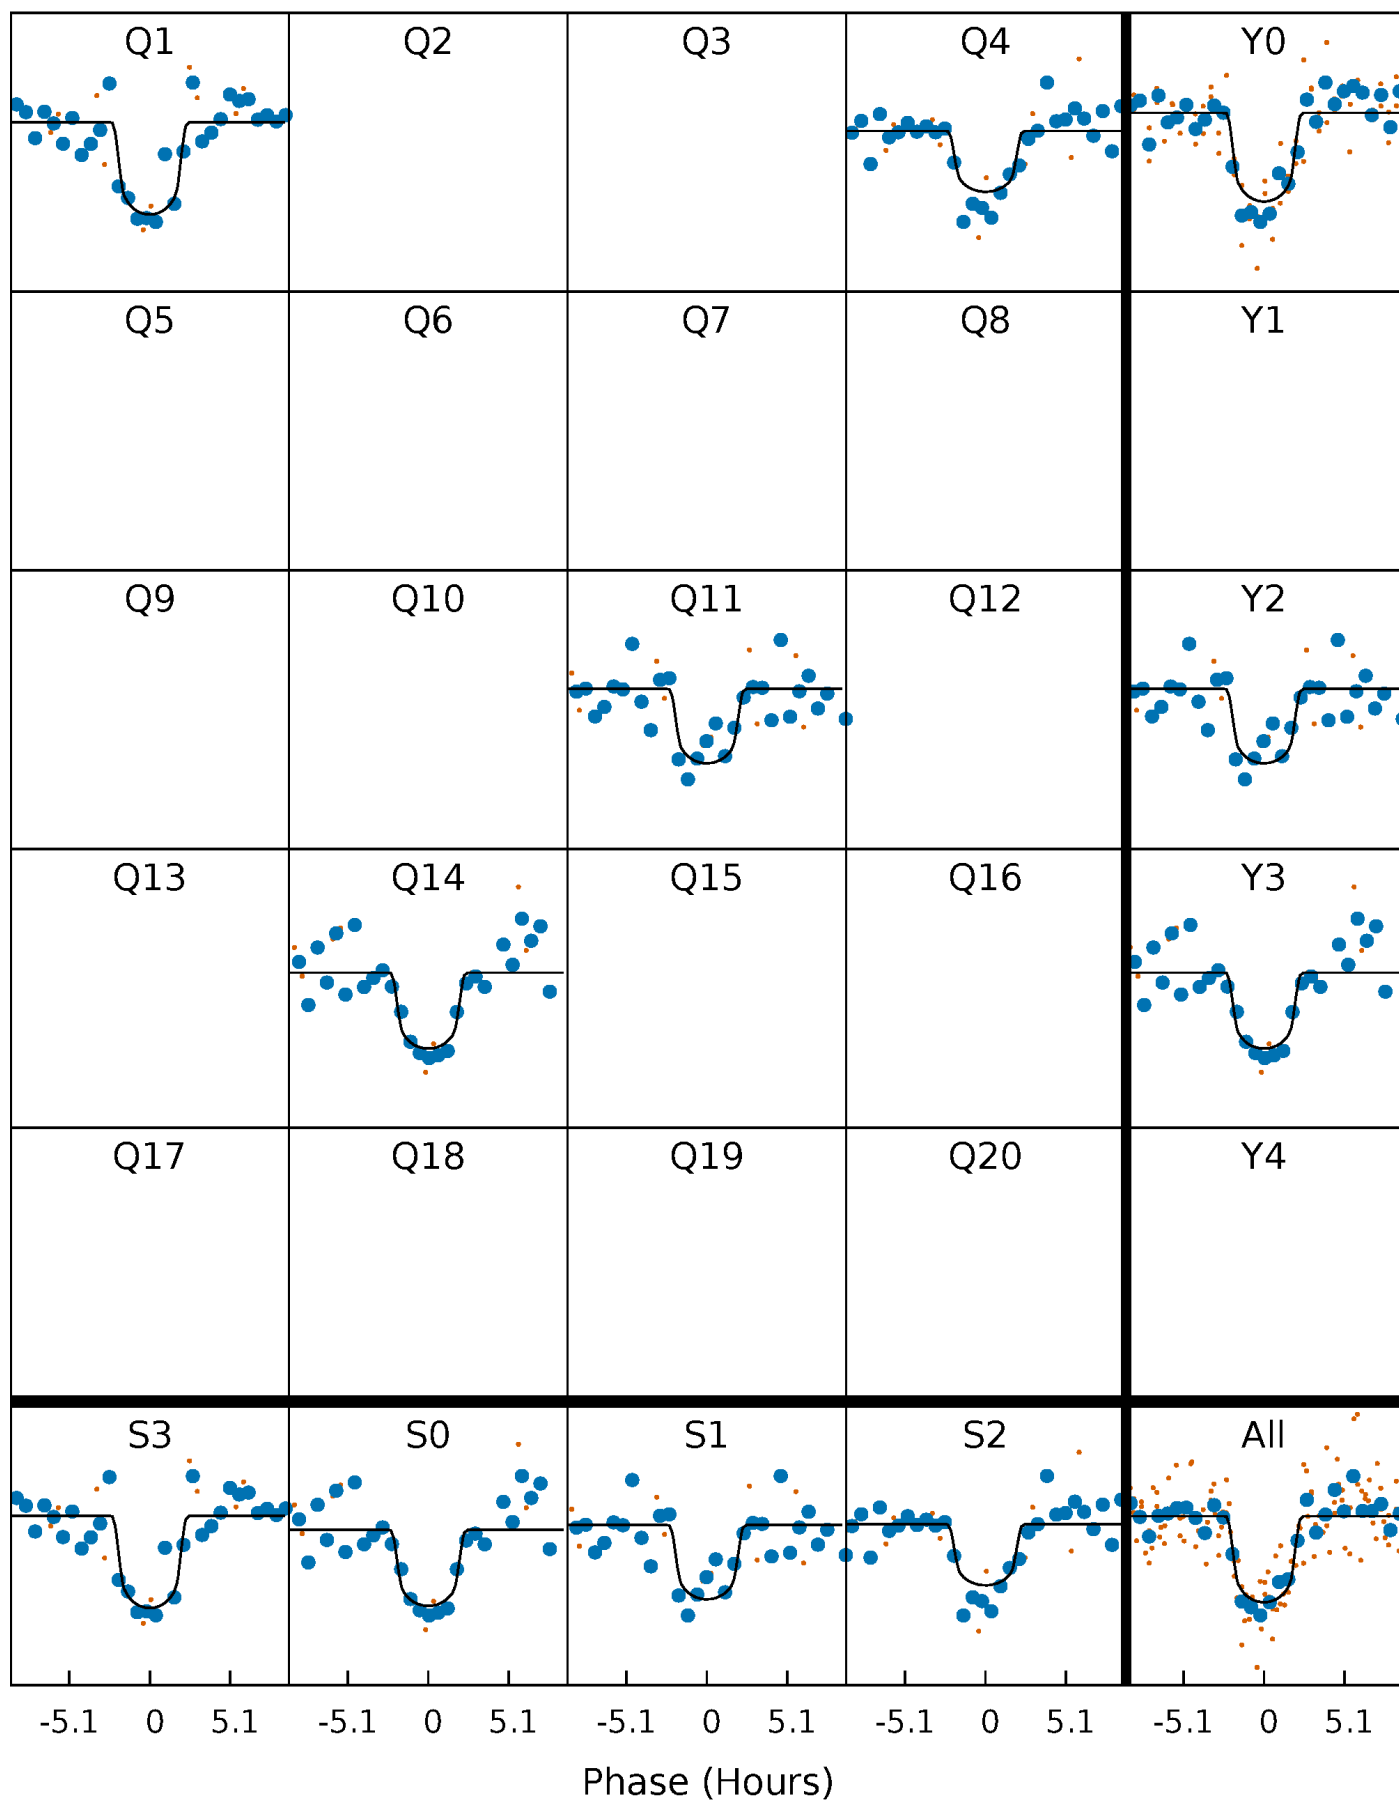 Q1 Q2 Q3 Q4 Y0
Q5 Q6 Q7 Q8 Y1
Q9 Q10 Q11 Q12 Y2
Q13 Q14 Q15 Q16 Y3
Q17 Q18 Q19 Q20 Y4
S3 S0 S1 S2 All
-5.1 0 5.1 -5.1 0 5.1 -5.1 0 5.1 -5.1 0 5.1 -5.1 0 5.1
Phase (Hours)